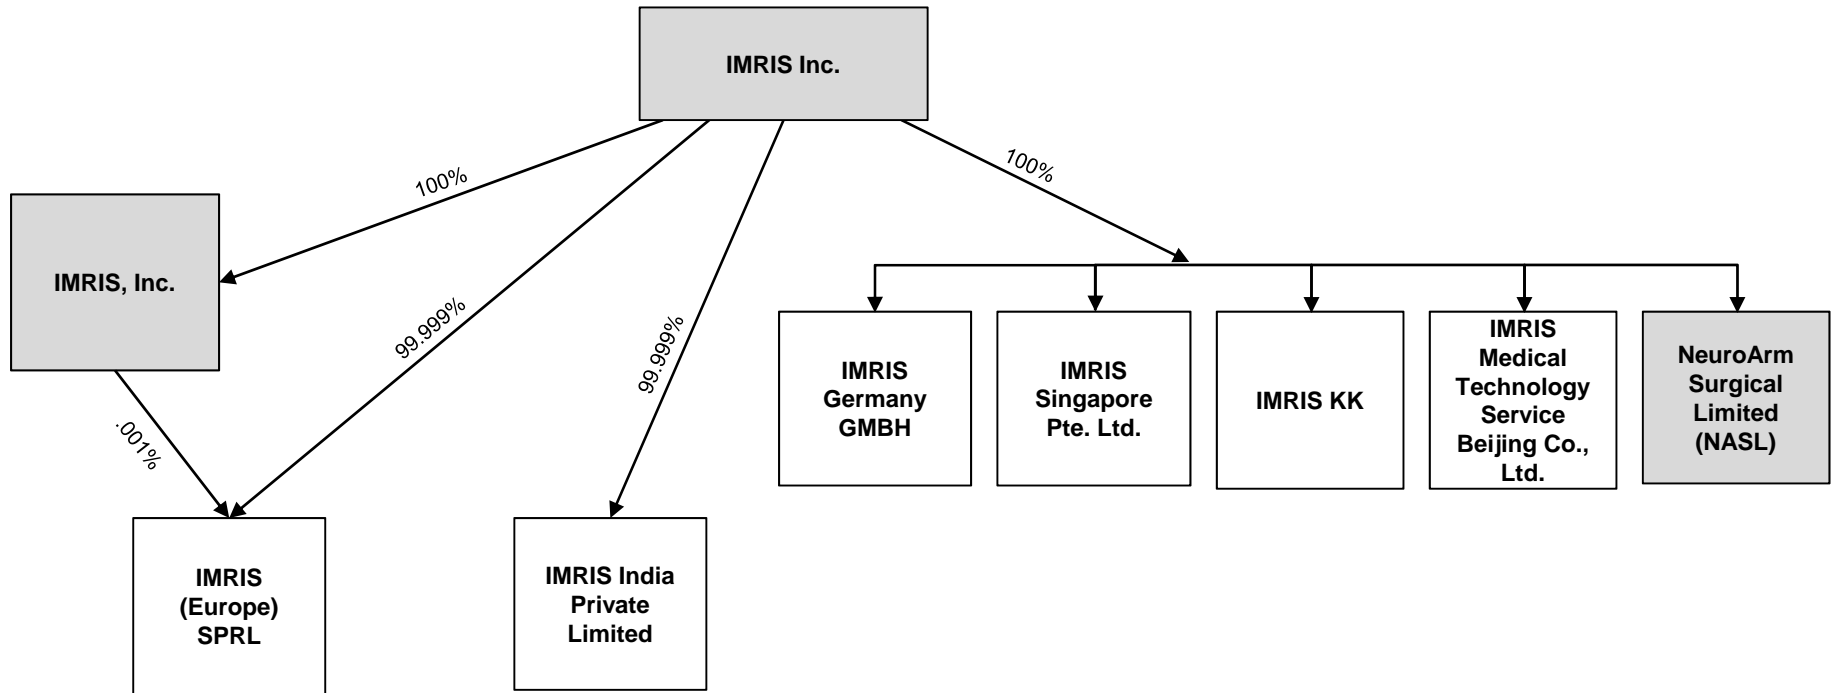 IMRIS Inc.
100%
100%
IMRIS, Inc.
99.999%
99.999%
.001%
IMRIS
Germany
GMBH
IMRIS
Singapore
Pte. Ltd.
IMRIS KK
IMRIS
Medical
Technology
Service
Beijing Co.,
Ltd.
NeuroArm
Surgical
Limited
(NASL)
IMRIS
(Europe)
SPRL
IMRIS India
Private
Limited